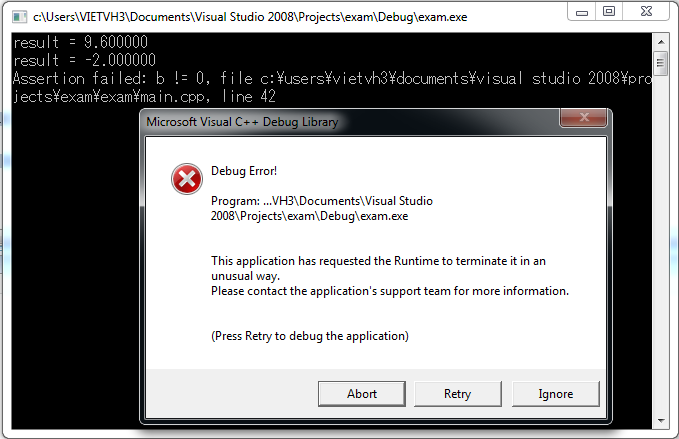 c:\Users\VIETVH3\Documents\Visual Studio 2008\Projects\exam\Debug\exam.exe
result = 9.600000
result = -2.000000
Assertion failed: b != 0, file c:¥users¥vietvh3¥documents¥visual studio 2008¥pro
jects¥exam¥exam¥main.cpp, line 42
Microsoft Visual C++ Debug Library
Debug Error!
Program: ...VH3\Documents\Visual Studio
2008\Projects\exam\Debug\exam.exe
This application has requested the Runtime to terminate it in an
unusual way.
Please contact the application's support team for more information.
(Press Retry to debug the application)
Abort Retry Ignore